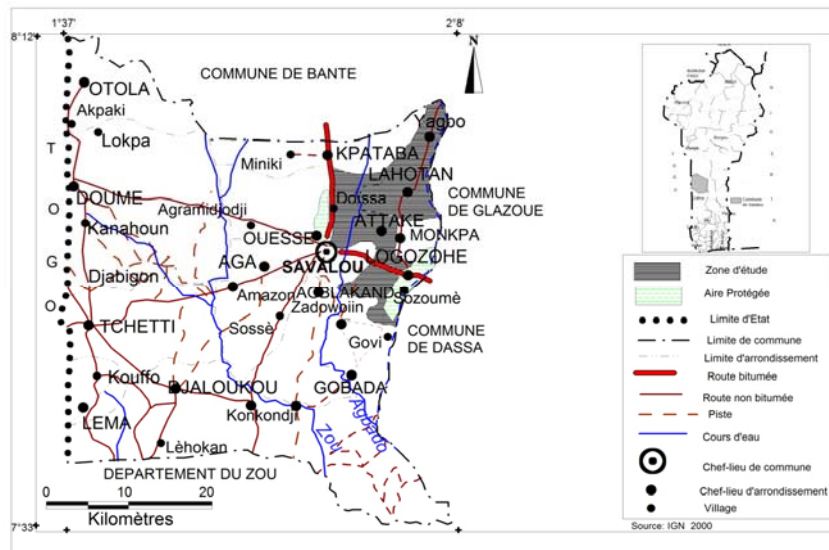 1°37'
2°8'
8°12'
N
COMMUNE DE BANTE
OTOLA
Akpaki
Lokpa
Yagbo
Miniki
KPATABA
LAHOTAN
DOUME
Doissa
COMMUNE
DE GLAZOUE
Agramidjodji
ATTAKE
Kanahoun
OUESSE
MONKPA
AGA
SAVALOU
LOGOZOHE
Djabigon
Amazon
AGBLAKAND
Sozoumè
Zadowoiin
TCHETTI
Sossè
Govi
COMMUNE
DE DASSA
Kouffo
DJALOUKOU
GOBADA
LEMA
Konkondji
Agbado
Zou
Lèhokan
TOGO
DEPARTEMENT DU ZOU
0 10 20
Kilomètres
7°33'
Zone d'étude
Aire Protégée
Limite d'Etat
Limite de commune
Limite d'arrondissement
Route bitumée
Route non bitumée
Piste
Cours d'eau
Chef-lieu de commune
Chef-lieu d'arrondissement
Village
Source: IGN 2000